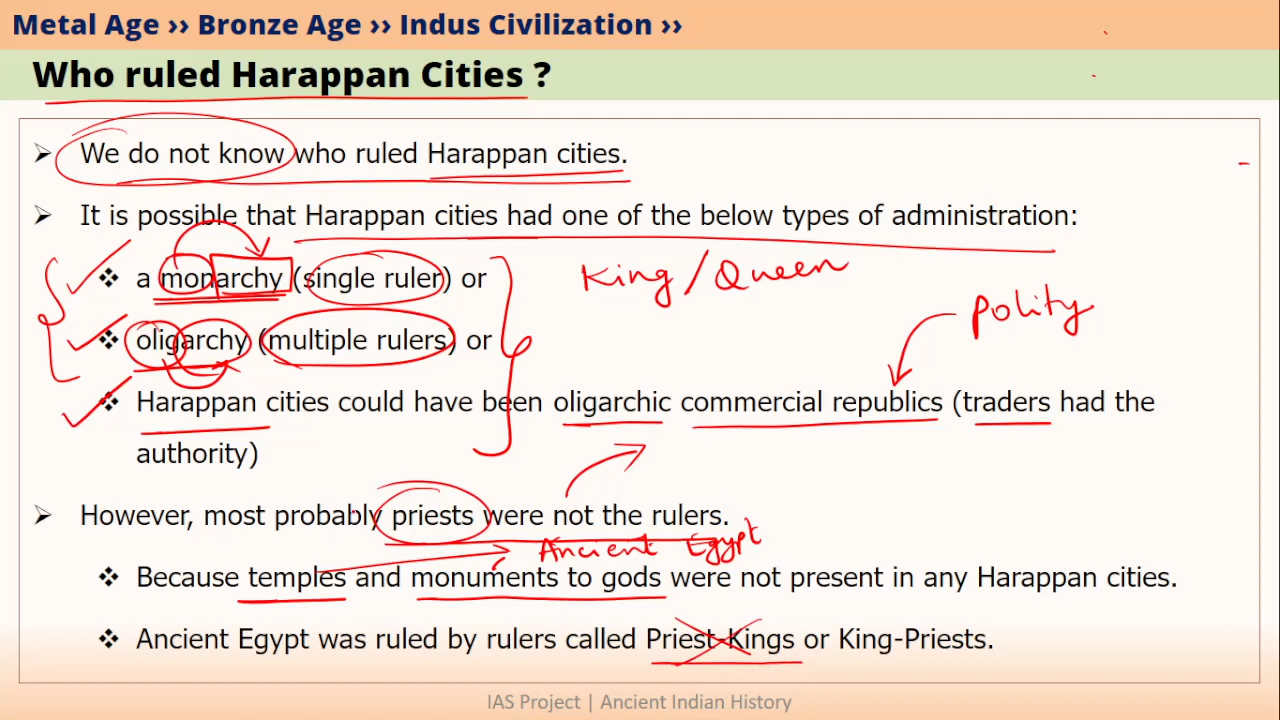 Metal Age ›› Bronze Age ›› Indus Civilization ››
Who ruled Harappan Cities ?
➢ We do not know who ruled Harappan cities.
➢ It is possible that Harappan cities had one of the below types of administration:
❖ a monarchy (single ruler) or
King/Queen
Polity
❖ oligarchy (multiple rulers) or
❖ Harappan cities could have been oligarchic commercial republics (traders had the
authority)
➢ However, most probably priests were not the rulers.
Ancient Egypt
❖ Because temples and monuments to gods were not present in any Harappan cities.
❖ Ancient Egypt was ruled by rulers called Priest-Kings or King-Priests.
IAS Project | Ancient Indian History